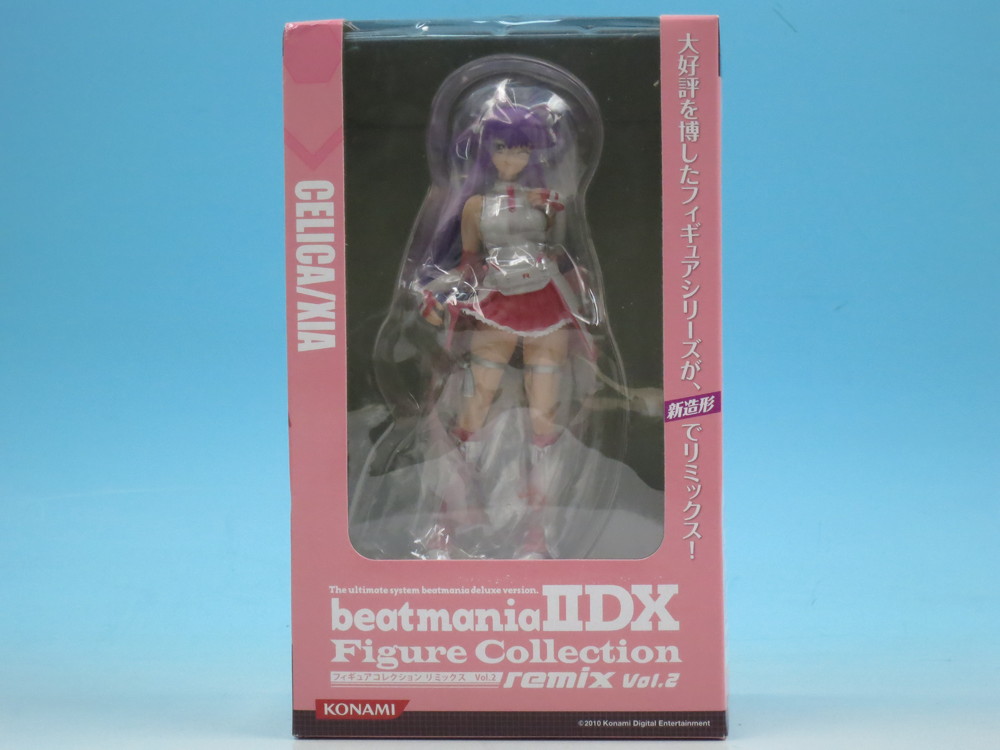 CELICA/XIA
大好評を博したフィギュアシリーズが、新造形でリミックス!
The ultimate system beatmania deluxe version.
beatmania IIDX
Figure Collection
フィギュアコレクション リミックス Vol.2 remix Vol.2
KONAMI
©2010 Konami Digital Entertainment